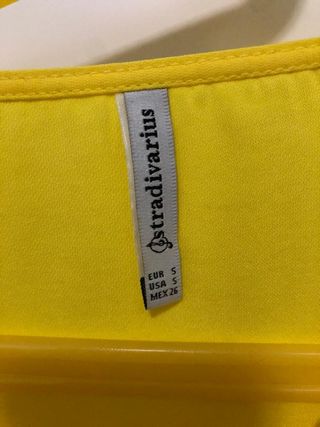 stradivarius
EUR S
USA S
MEX 26